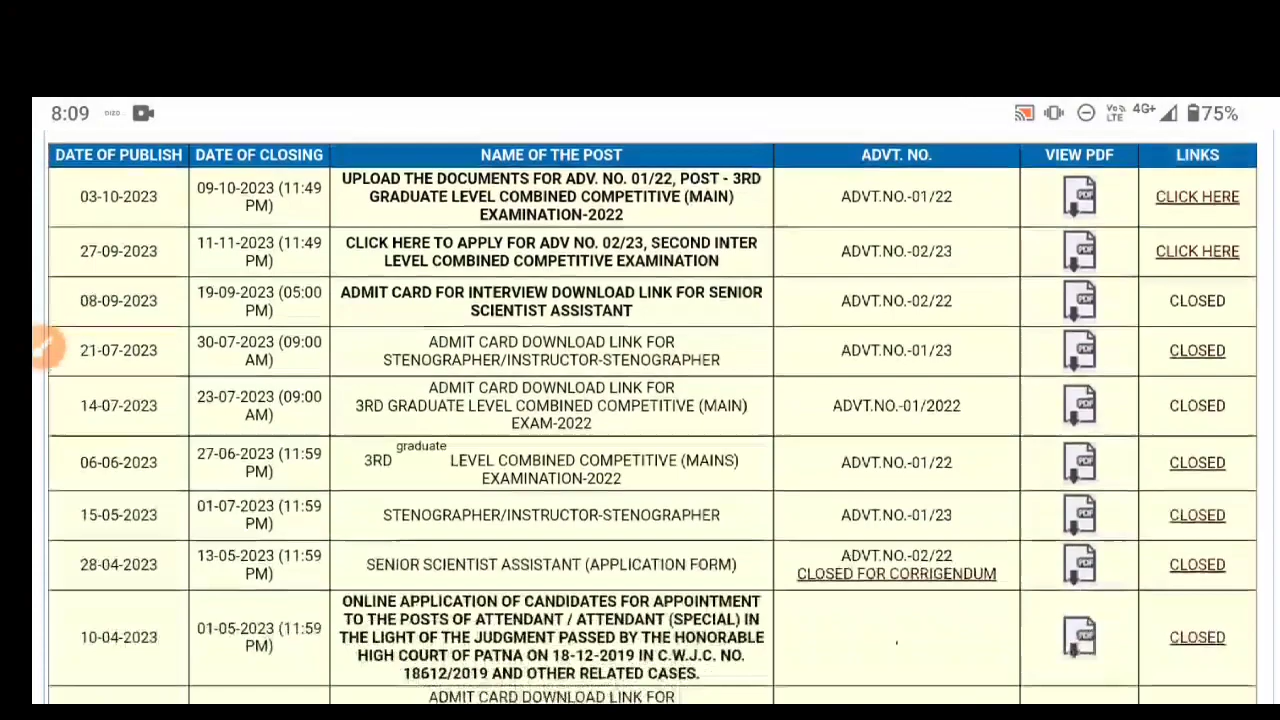 8:09 DIZO Vo LTE 4G+ 75%
DATE OF PUBLISH DATE OF CLOSING NAME OF THE POST ADVT. NO. VIEW PDF LINKS
03-10-2023 09-10-2023 (11:49 PM) UPLOAD THE DOCUMENTS FOR ADV. NO. 01/22, POST - 3RD
GRADUATE LEVEL COMBINED COMPETITIVE (MAIN)
EXAMINATION-2022 ADVT.NO.-01/22 PDF CLICK HERE
27-09-2023 11-11-2023 (11:49 PM) CLICK HERE TO APPLY FOR ADV NO. 02/23, SECOND INTER
LEVEL COMBINED COMPETITIVE EXAMINATION ADVT.NO.-02/23 PDF CLICK HERE
08-09-2023 19-09-2023 (05:00 PM) ADMIT CARD FOR INTERVIEW DOWNLOAD LINK FOR SENIOR
SCIENTIST ASSISTANT ADVT.NO.-02/22 PDF CLOSED
21-07-2023 30-07-2023 (09:00 AM) ADMIT CARD DOWNLOAD LINK FOR
STENOGRAPHER/INSTRUCTOR-STENOGRAPHER ADVT.NO.-01/23 PDF CLOSED
14-07-2023 23-07-2023 (09:00 AM) ADMIT CARD DOWNLOAD LINK FOR
3RD GRADUATE LEVEL COMBINED COMPETITIVE (MAIN)
EXAM-2022 ADVT.NO.-01/2022 PDF CLOSED
06-06-2023 27-06-2023 (11:59 PM) 3RD graduate LEVEL COMBINED COMPETITIVE (MAINS)
EXAMINATION-2022 ADVT.NO.-01/22 PDF CLOSED
15-05-2023 01-07-2023 (11:59 PM) STENOGRAPHER/INSTRUCTOR-STENOGRAPHER ADVT.NO.-01/23 PDF CLOSED
28-04-2023 13-05-2023 (11:59 PM) SENIOR SCIENTIST ASSISTANT (APPLICATION FORM) ADVT.NO.-02/22
CLOSED FOR CORRIGENDUM PDF CLOSED
10-04-2023 01-05-2023 (11:59 PM) ONLINE APPLICATION OF CANDIDATES FOR APPOINTMENT
TO THE POSTS OF ATTENDANT / ATTENDANT (SPECIAL) IN
THE LIGHT OF THE JUDGMENT PASSED BY THE HONORABLE
HIGH COURT OF PATNA ON 18-12-2019 IN C.W.J.C. NO.
18612/2019 AND OTHER RELATED CASES. PDF CLOSED
ADMIT CARD DOWNLOAD LINK FOR